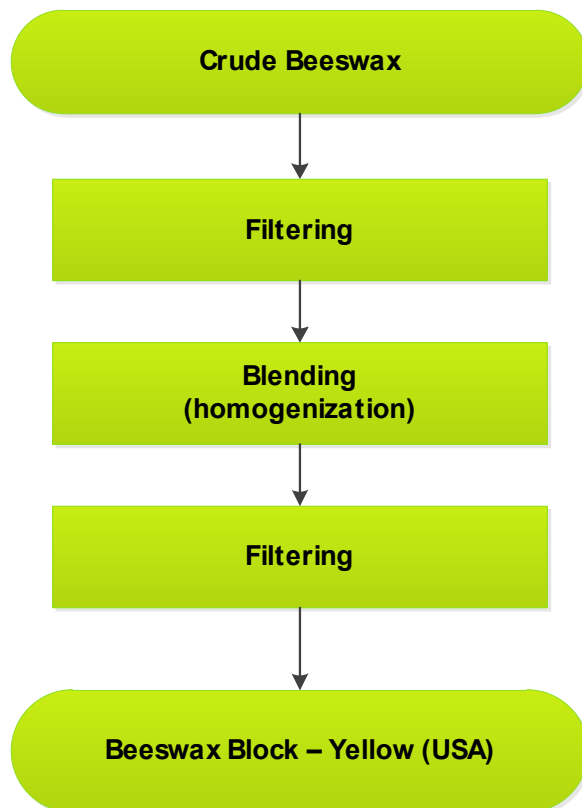 Crude Beeswax
Filtering
Blending
(homogenization)
Filtering
Beeswax Block – Yellow (USA)